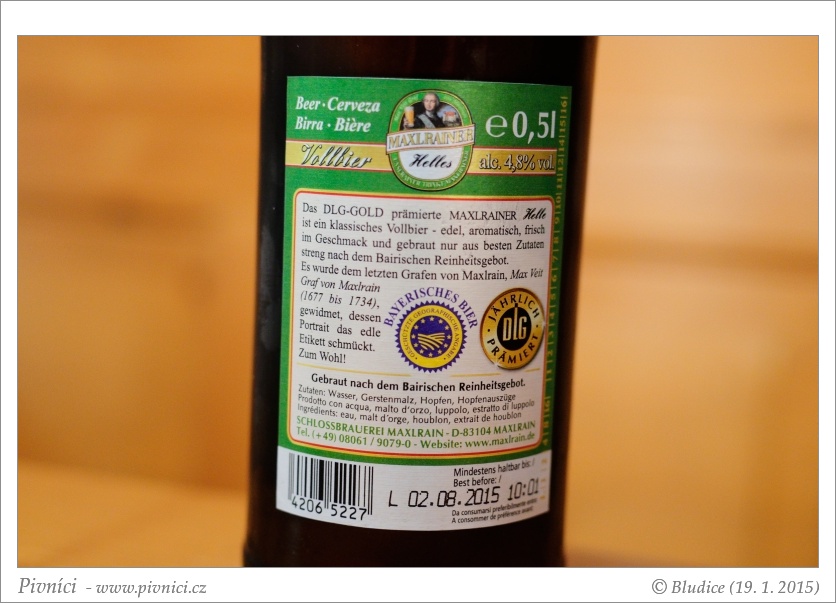 Beer · Cerveza
Birra · Bière
MAXLRAINER
Helles
e 0,5l
Vollbier
alc. 4,8% vol.
Das DLG-GOLD prämierte MAXLRAINER Helle
ist ein klassisches Vollbier - edel, aromatisch, frisch
im Geschmack und gebraut nur aus besten Zutaten
streng nach dem Bairischen Reinheitsgebot.
Es wurde dem letzten Grafen von Maxlrain, Max Veit
Graf von Maxlrain
(1677 bis 1734),
gewidmet, dessen
Portrait das edle
Etikett schmückt.
Zum Wohl!
BAYERISCHES BIER
GESCHÜTZTE GEOGRAPHISCHE ANGABE
JÄHRLICH
DLG
PRÄMIERT
Gebraut nach dem Bairischen Reinheitsgebot.
Zutaten: Wasser, Gerstenmalz, Hopfen, Hopfenauszüge
Prodotto con acqua, malto d'orzo, luppolo, estratto di luppolo
Ingrédients: eau, malt d'orge, houblon, extrait de houblon
SCHLOSSBRAUEREI MAXLRAIN - D-83104 MAXLRAIN
Tel. (+49) 08061 / 9079-0 - Website: www.maxlrain.de
4206 5227
Mindestens haltbar bis: /
Best before: /
L 02.08.2015 10:01
Da consumarsi preferibilmente entro
A consommer de préférence avant
Pivníci - www.pivnici.cz
© Bludice (19. 1. 2015)